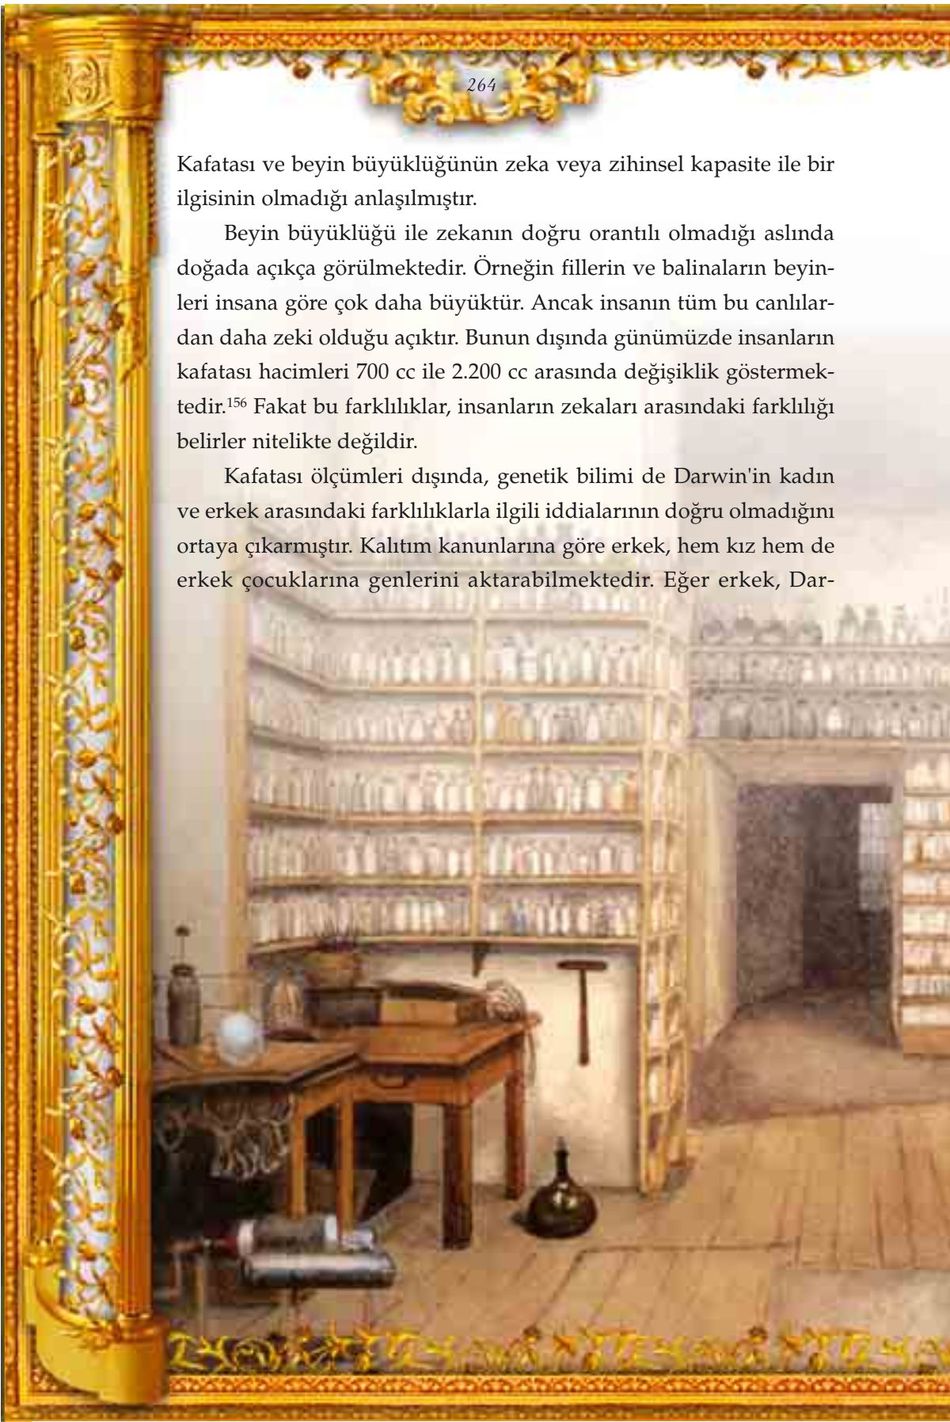 264
Kafatası ve beyin büyüklüğünün zeka veya zihinsel kapasite ile bir
ilgisinin olmadığı anlaşılmıştır.
Beyin büyüklüğü ile zekanın doğru orantılı olmadığı aslında
doğada açıkça görülmektedir. Örneğin fillerin ve balinaların beyin-
leri insana göre çok daha büyüktür. Ancak insanın tüm bu canlılar-
dan daha zeki olduğu açıktır. Bunun dışında günümüzde insanların
kafatası hacimleri 700 cc ile 2.200 cc arasında değişiklik göstermek-
tedir.156 Fakat bu farklılıklar, insanların zekaları arasındaki farklılığı
belirler nitelikte değildir.
Kafatası ölçümleri dışında, genetik bilimi de Darwin'in kadın
ve erkek arasındaki farklılıklarla ilgili iddialarının doğru olmadığını
ortaya çıkarmıştır. Kalıtım kanunlarına göre erkek, hem kız hem de
erkek çocuklarına genlerini aktarabilmektedir. Eğer erkek, Dar-